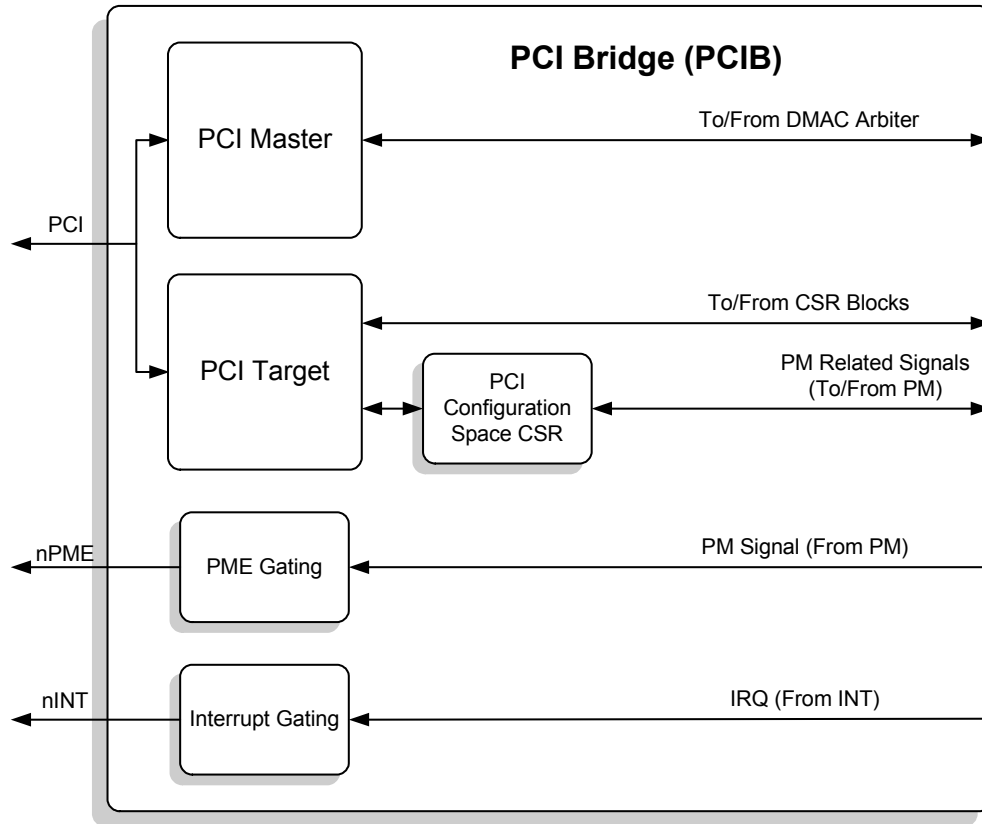 PCI Bridge (PCIB)
PCI Master
To/From DMAC Arbiter
PCI
PCI Target
To/From CSR Blocks
PCI
Configuration
Space CSR
PM Related Signals
(To/From PM)
nPME
PME Gating
PM Signal (From PM)
nINT
Interrupt Gating
IRQ (From INT)